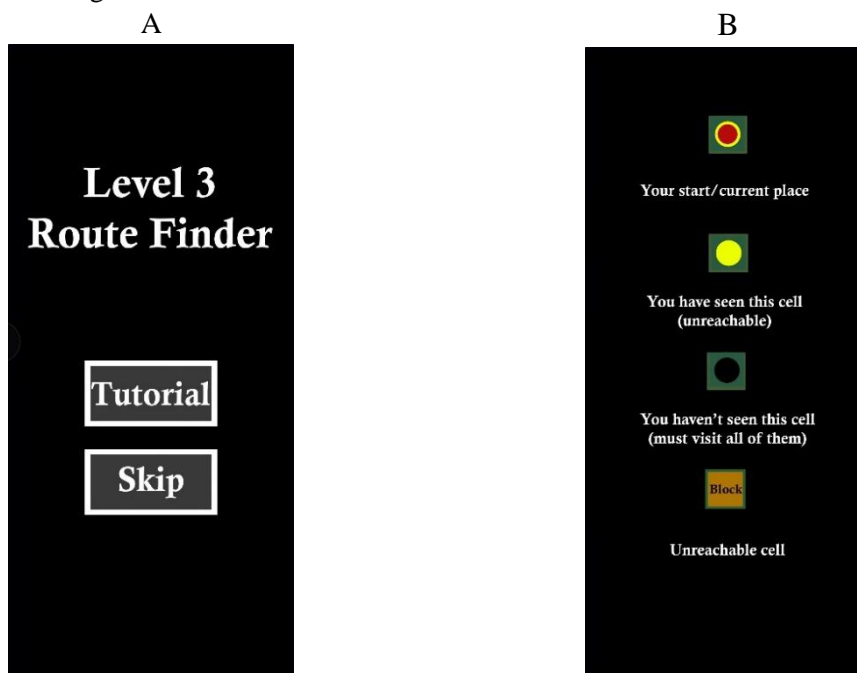 A
B
Level 3
Route Finder
Tutorial
Skip
Your start/current place
You have seen this cell
(unreachable)
You haven't seen this cell
(must visit all of them)
Block
Unreachable cell